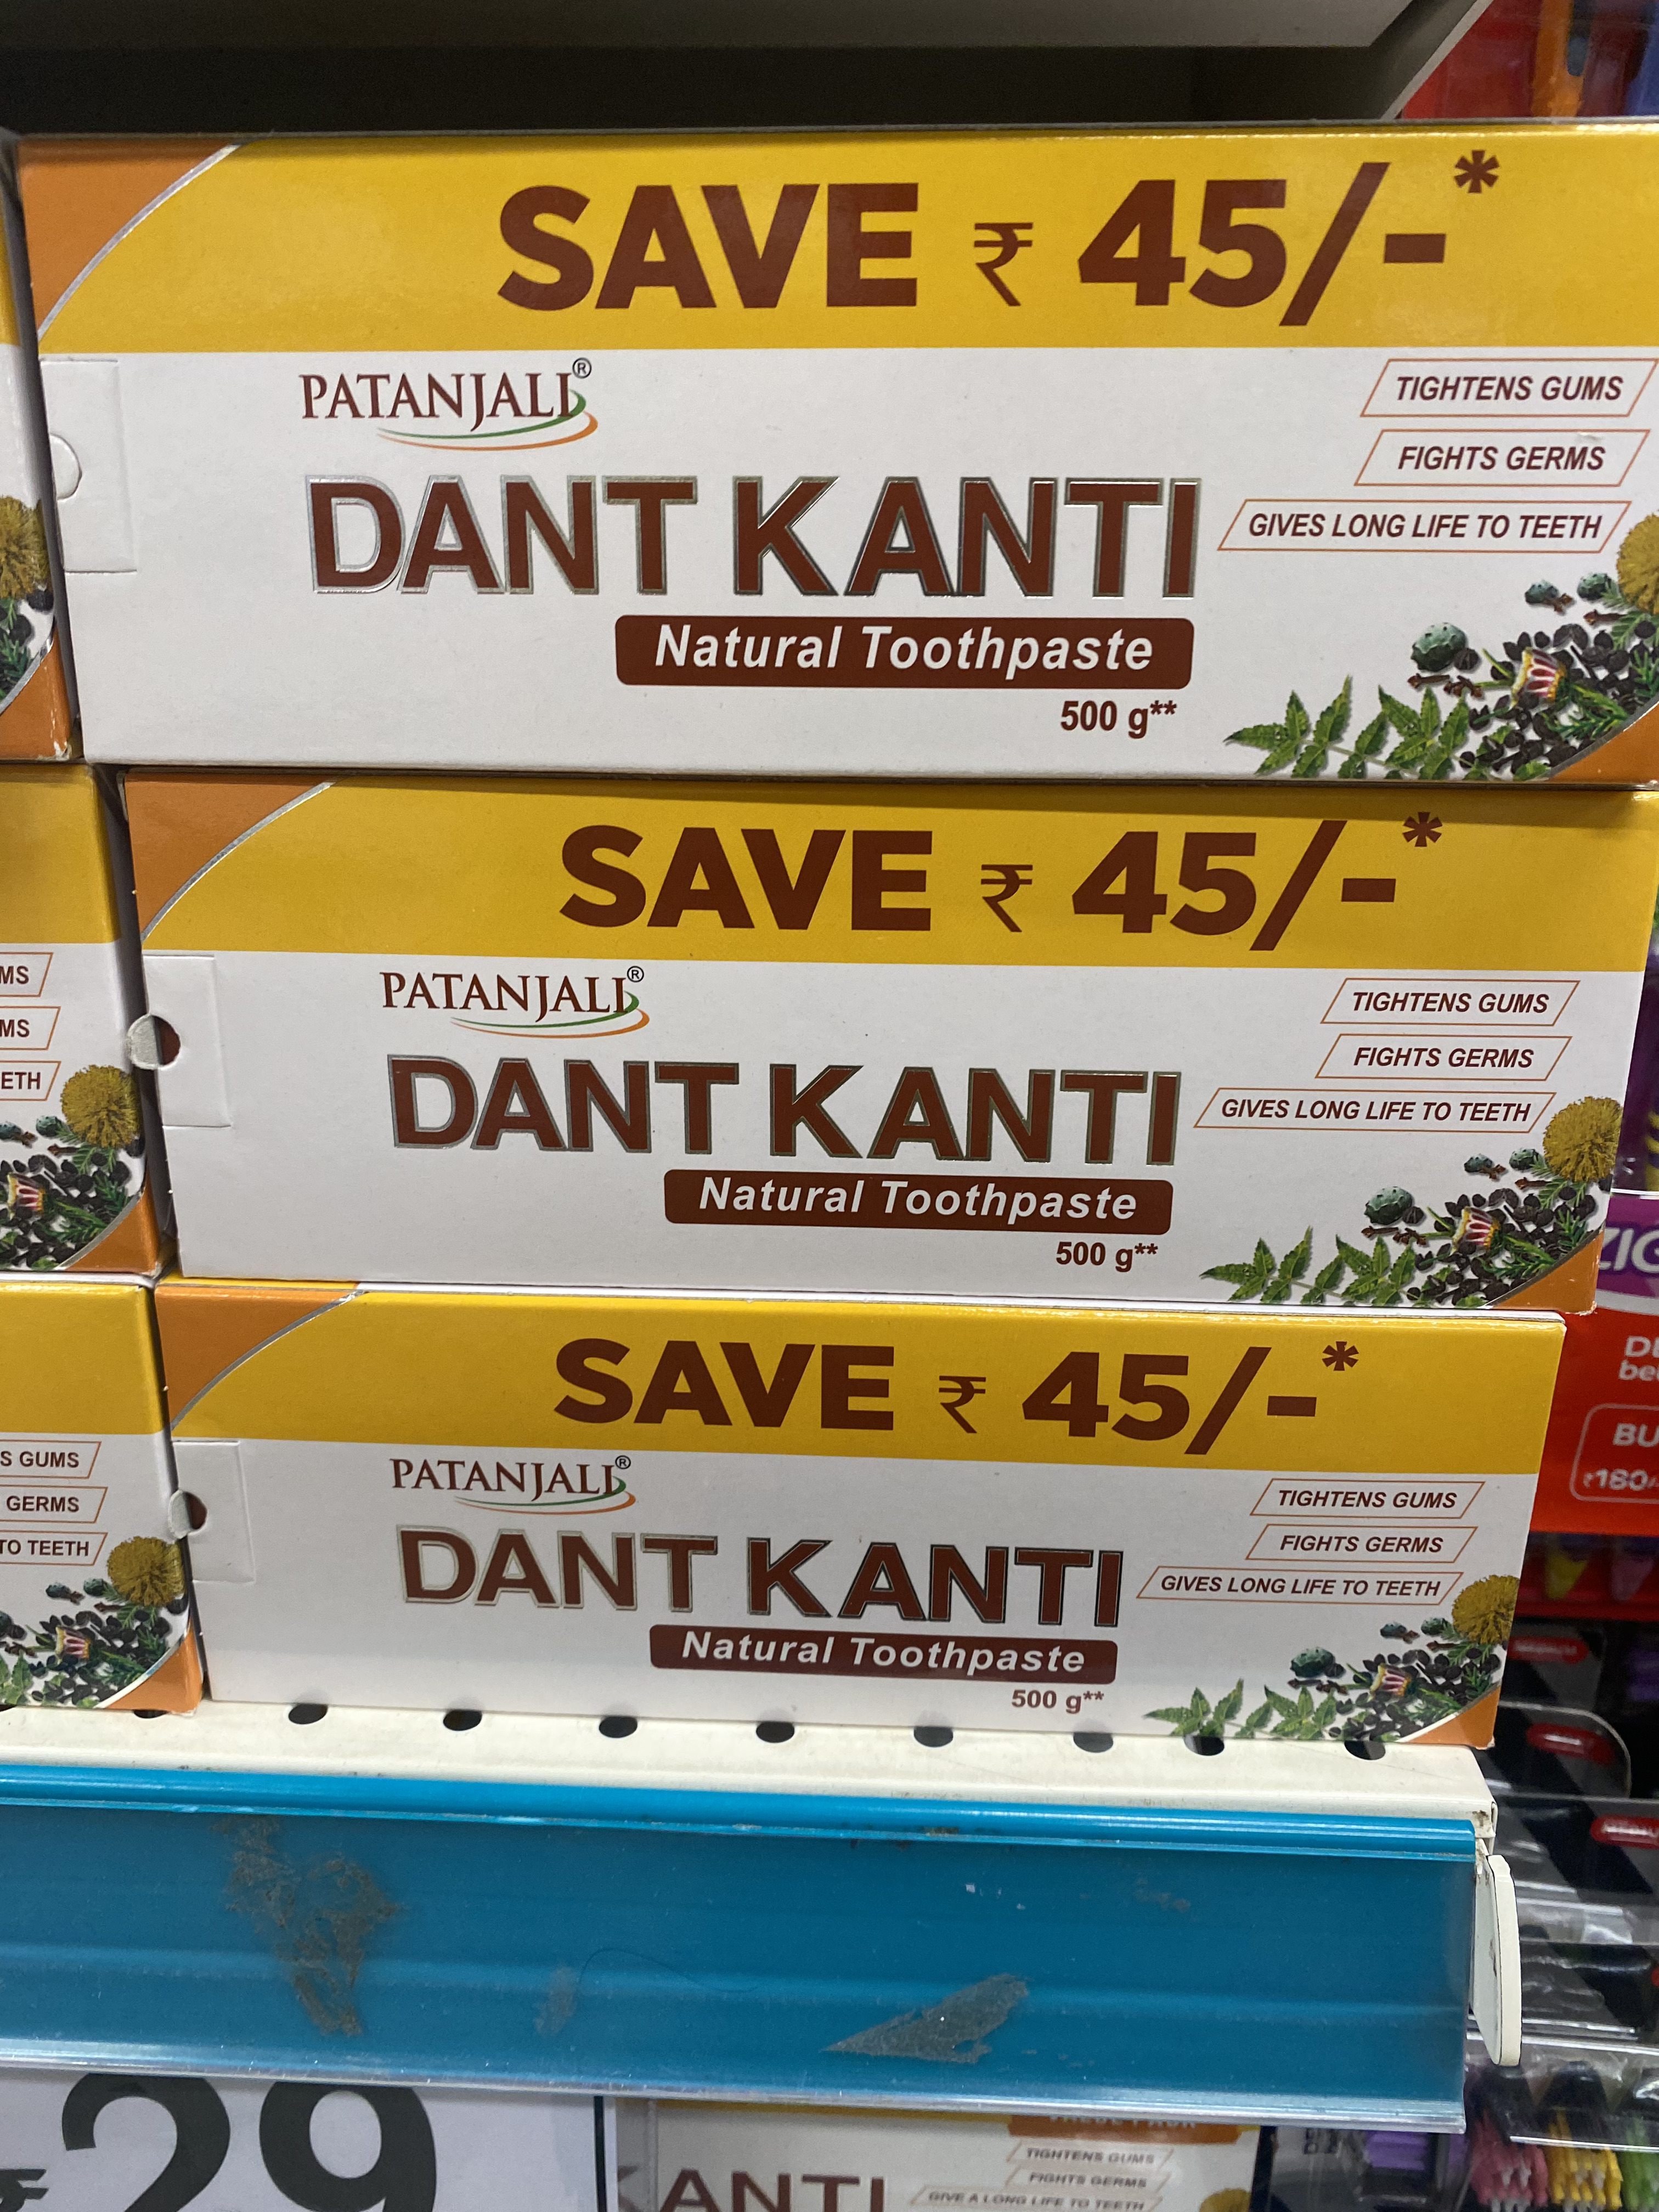 SAVE ₹ 45/-*
PATANJALI®
DANT KANTI
Natural Toothpaste
500 g**
TIGHTENS GUMS
FIGHTS GERMS
GIVES LONG LIFE TO TEETH
SAVE ₹ 45/-*
PATANJALI®
DANT KANTI
Natural Toothpaste
500 g**
TIGHTENS GUMS
FIGHTS GERMS
GIVES LONG LIFE TO TEETH
MS
MS
ETH
SAVE ₹ 45/-*
PATANJALI®
DANT KANTI
Natural Toothpaste
500 g**
TIGHTENS GUMS
FIGHTS GERMS
GIVES LONG LIFE TO TEETH
S GUMS
GERMS
TO TEETH
ZIG
BU
₹180/-
₹29
KANTI
TIGHTENS GUMS
FIGHTS GERMS
GIVE A LONG LIFE TO TEETH